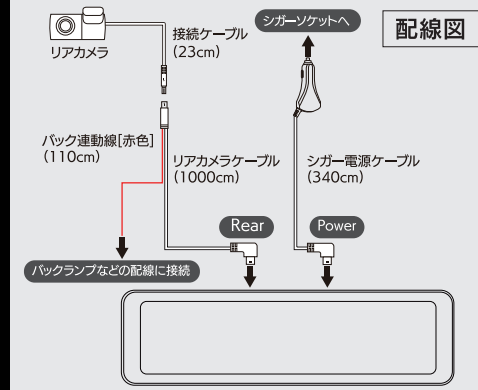 配線図
シガーソケットへ
接続ケーブル
(23cm)
リアカメラ
バック連動線[赤色]
(110cm)
リアカメラケーブル
(1000cm)
シガー電源ケーブル
(340cm)
Rear
Power
バックランプなどの配線に接続